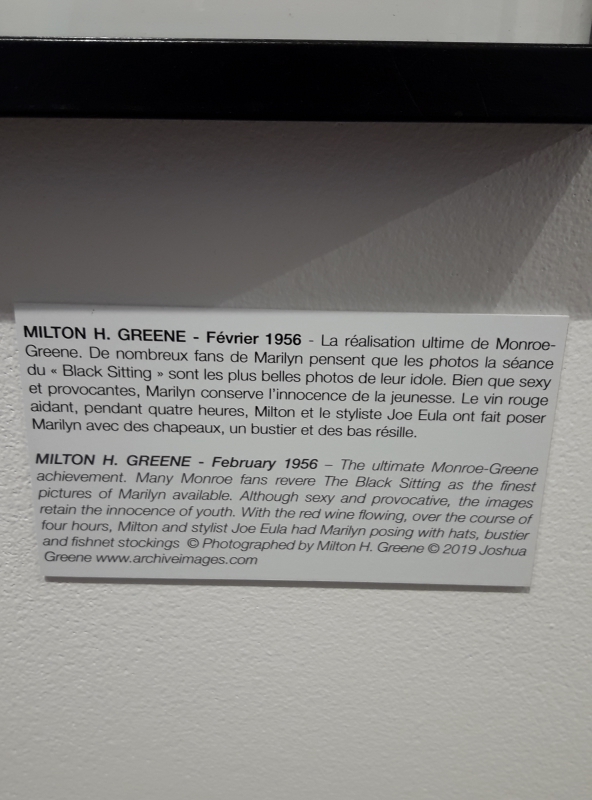 MILTON H. GREENE - Février 1956 - La réalisation ultime de Monroe-
Greene. De nombreux fans de Marilyn pensent que les photos la séance
du « Black Sitting » sont les plus belles photos de leur idole. Bien que sexy
et provocantes, Marilyn conserve l'innocence de la jeunesse. Le vin rouge
aidant, pendant quatre heures, Milton et le styliste Joe Eula ont fait poser
Marilyn avec des chapeaux, un bustier et des bas résille.
MILTON H. GREENE - February 1956 – The ultimate Monroe-Greene
achievement. Many Monroe fans revere The Black Sitting as the finest
pictures of Marilyn available. Although sexy and provocative, the images
retain the innocence of youth. With the red wine flowing, over the course of
four hours, Milton and stylist Joe Eula had Marilyn posing with hats, bustier
and fishnet stockings © Photographed by Milton H. Greene © 2019 Joshua
Greene www.archiveimages.com